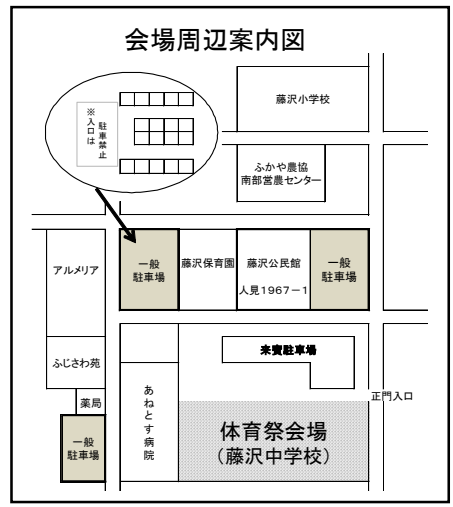 会場周辺案内図
※入口は
駐車禁止
藤沢小学校
ふかや農協
南部営農センター
アルメリア
一般
駐車場
藤沢保育園
藤沢公民館
人見1967－1
一般
駐車場
ふじさわ苑
来賓駐車場
薬局
あねとす病院
正門入口
一般
駐車場
体育祭会場
（藤沢中学校）